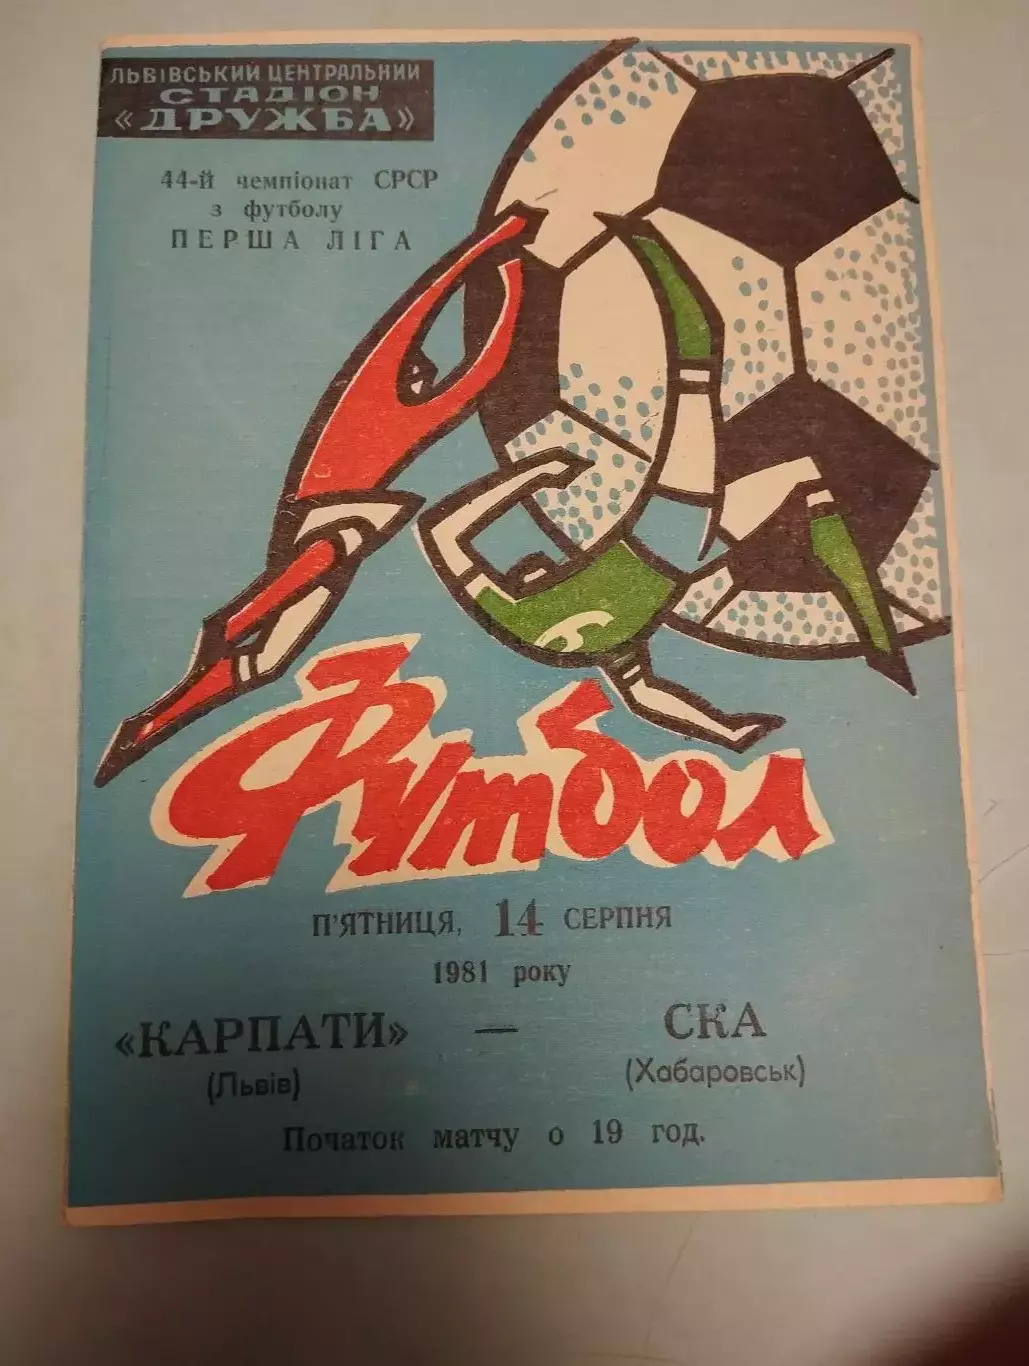 ЛЬВІВСЬКИЙ ЦЕНТРАЛЬНИЙ
СТАДІОН
«ДРУЖБА»
44-й чемпіонат СРСР
з футболу
ПЕРША ЛІГА
6
Футбол
П'ЯТНИЦЯ, 14 СЕРПНЯ
1981 року
«КАРПАТИ» — СКА
(Львів) (Хабаровськ)
Початок матчу о 19 год.